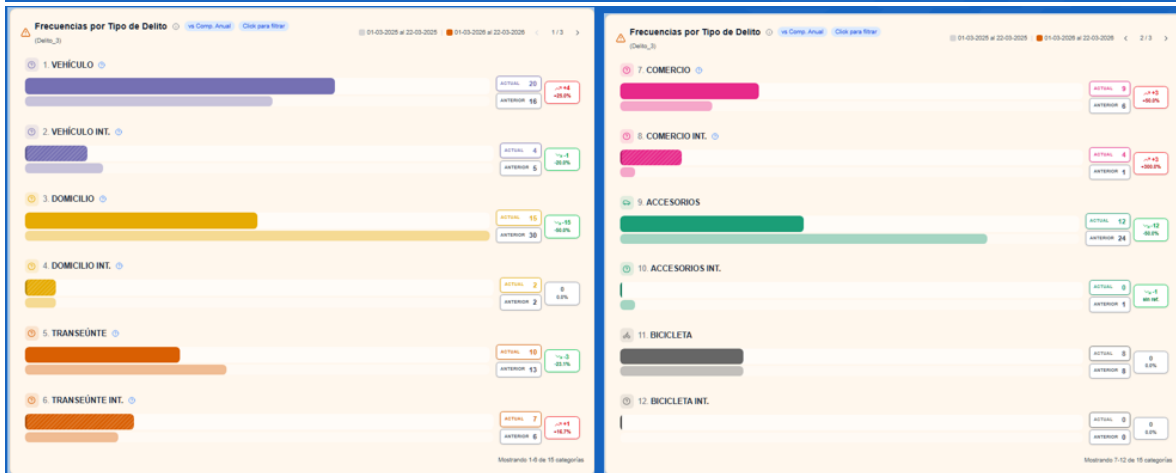 Frecuencias por Tipo de Delito vs Comp. Anual Click para filtrar
(Delito_3)
01-03-2025 al 22-03-2025 | 01-03-2026 al 22-03-2026 ‹ 1/3 ›
1. VEHÍCULO
ACTUAL 20
ANTERIOR 16
+4
+25.0%
2. VEHÍCULO INT.
ACTUAL 4
ANTERIOR 5
-1
-20.0%
3. DOMICILIO
ACTUAL 15
ANTERIOR 30
-15
-50.0%
4. DOMICILIO INT.
ACTUAL 2
ANTERIOR 2
0
0.0%
5. TRANSEÚNTE
ACTUAL 10
ANTERIOR 13
-3
-23.1%
6. TRANSEÚNTE INT.
ACTUAL 7
ANTERIOR 6
+1
+16.7%
Mostrando 1-6 de 15 categorías
Frecuencias por Tipo de Delito vs Comp. Anual Click para filtrar
(Delito_3)
01-03-2025 al 22-03-2025 | 01-03-2026 al 22-03-2026 ‹ 2/3 ›
7. COMERCIO
ACTUAL 9
ANTERIOR 6
+3
+50.0%
8. COMERCIO INT.
ACTUAL 4
ANTERIOR 1
+3
+300.0%
9. ACCESORIOS
ACTUAL 12
ANTERIOR 24
-12
-50.0%
10. ACCESORIOS INT.
ACTUAL 0
ANTERIOR 1
-1
11. BICICLETA
ACTUAL 8
ANTERIOR 8
0
0.0%
12. BICICLETA INT.
ACTUAL 0
ANTERIOR 0
0
0.0%
Mostrando 7-12 de 15 categorías